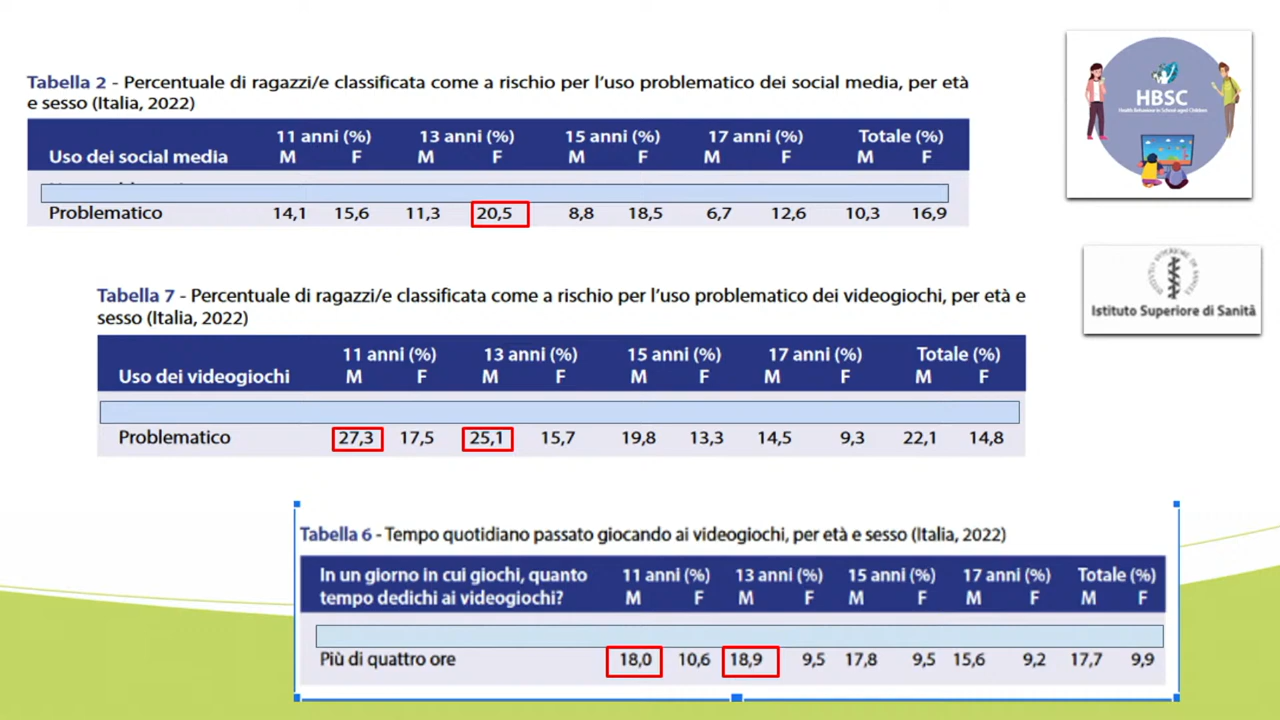 Tabella 2 - Percentuale di ragazzi/e classificata come a rischio per l'uso problematico dei social media, per età
e sesso (Italia, 2022)
11 anni (%) 13 anni (%) 15 anni (%) 17 anni (%) Totale (%)
Uso dei social media M F M F M F M F M F
Problematico 14,1 15,6 11,3 20,5 8,8 18,5 6,7 12,6 10,3 16,9
HBSC
Health Behaviour in School-aged Children
Istituto Superiore di Sanità
Tabella 7 - Percentuale di ragazzi/e classificata come a rischio per l'uso problematico dei videogiochi, per età e
sesso (Italia, 2022)
11 anni (%) 13 anni (%) 15 anni (%) 17 anni (%) Totale (%)
Uso dei videogiochi M F M F M F M F M F
Problematico 27,3 17,5 25,1 15,7 19,8 13,3 14,5 9,3 22,1 14,8
Tabella 6 - Tempo quotidiano passato giocando ai videogiochi, per età e sesso (Italia, 2022)
In un giorno in cui giochi, quanto 11 anni (%) 13 anni (%) 15 anni (%) 17 anni (%) Totale (%)
tempo dedichi ai videogiochi? M F M F M F M F M F
Più di quattro ore 18,0 10,6 18,9 9,5 17,8 9,5 15,6 9,2 17,7 9,9